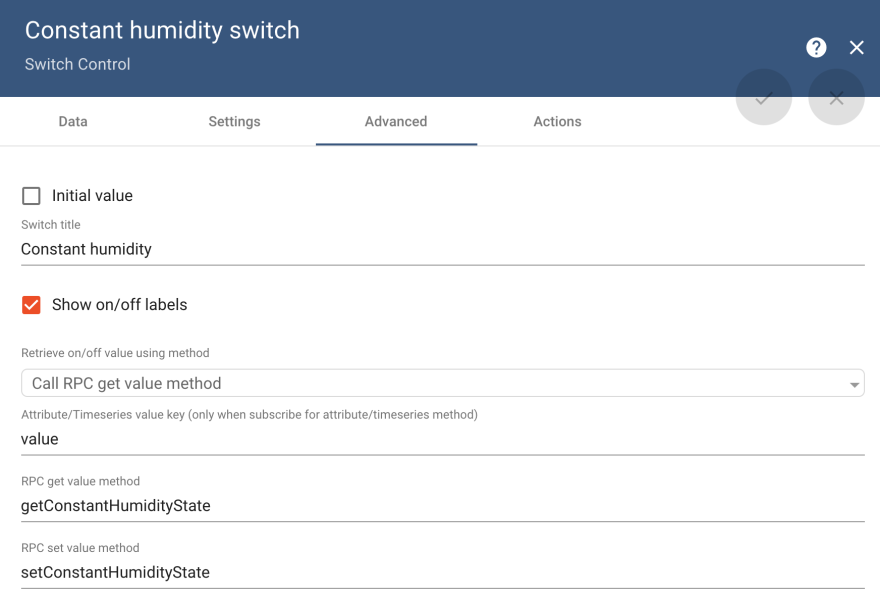 Constant humidity switch
Switch Control
Data Settings Advanced Actions
Initial value
Switch title
Constant humidity
Show on/off labels
Retrieve on/off value using method
Call RPC get value method
Attribute/Timeseries value key (only when subscribe for attribute/timeseries method)
value
RPC get value method
getConstantHumidityState
RPC set value method
setConstantHumidityState